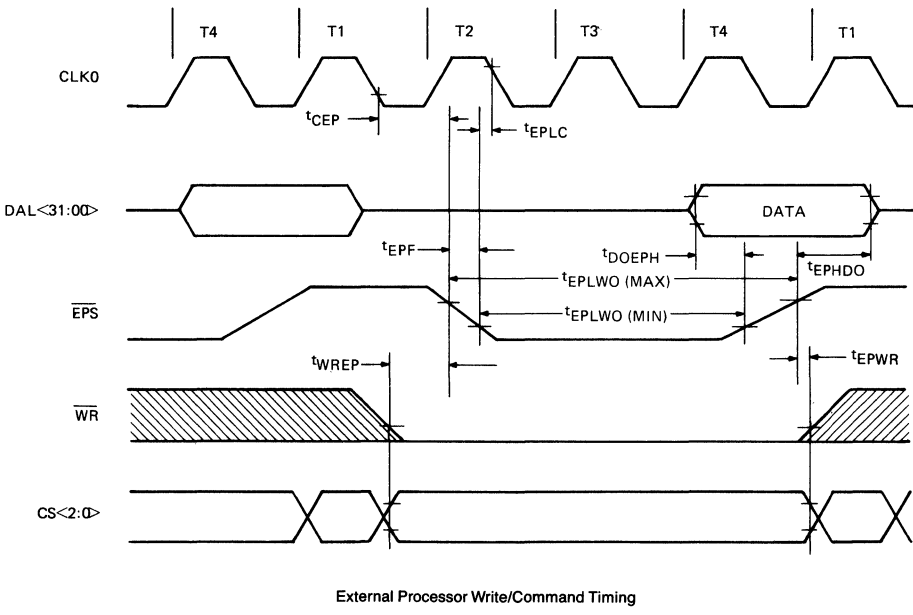 T4 T1 T2 T3 T4 T1
CLK0
tCEP tEPLC
DAL<31:00>
DATA
tEPF tDOEPH tEPHDO
tEPLWO (MAX)
EPS
tEPLWO (MIN)
tWREP tEPWR
WR
CS<2:0>
External Processor Write/Command Timing